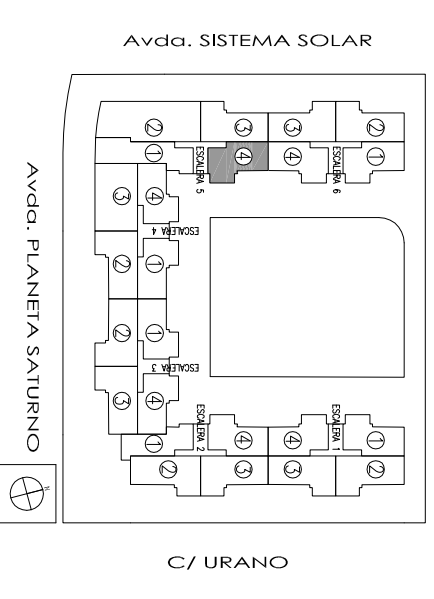 Avda. SISTEMA SOLAR
2 3 3 2
1 ESCALERA 5 4 4 ESCALERA 6 1
Avda. PLANETA SATURNO
3 4
ESCALERA 4
2 1
2 1
ESCALERA 3
3 4
1 ESCALERA 2 4 4 ESCALERA 1 1
2 3 3 2
N
C/ URANO